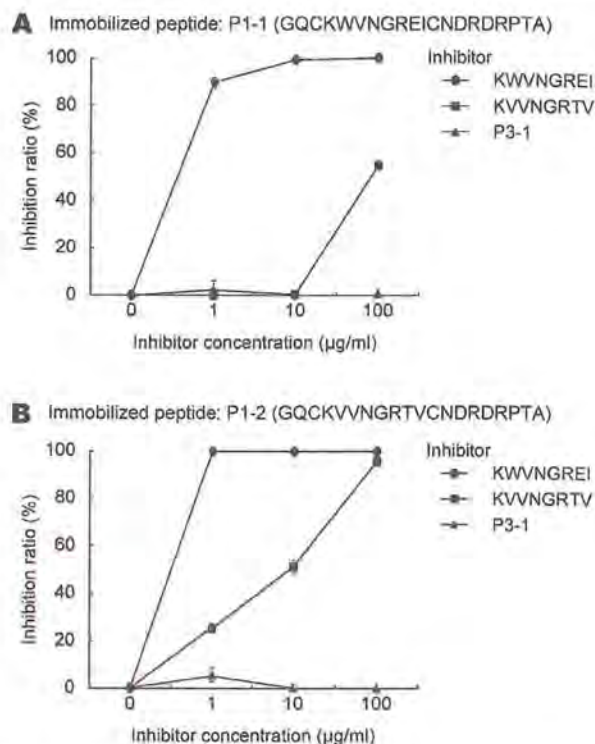 A Immobilized peptide: P1-1 (GQCKWVNGREICNDRDRPTA)
Inhibitor
KWVNGREI
KVVNGRTV
P3-1
Inhibition ratio (%)
100
80
60
40
20
0
0 1 10 100
Inhibitor concentration (µg/ml)
B Immobilized peptide: P1-2 (GQCKVVNGRTVCNDRDRPTA)
Inhibitor
KWVNGREI
KVVNGRTV
P3-1
Inhibition ratio (%)
100
80
60
40
20
0
0 1 10 100
Inhibitor concentration (µg/ml)